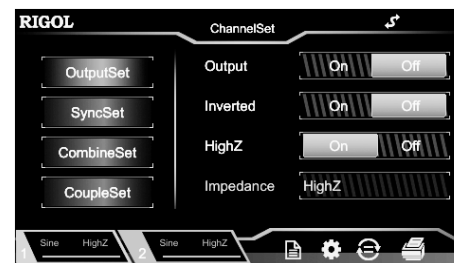 RIGOL
ChannelSet
OutputSet
SyncSet
CombineSet
CoupleSet
Output On Off
Inverted On Off
HighZ On Off
Impedance HighZ
1 Sine HighZ
2 Sine HighZ